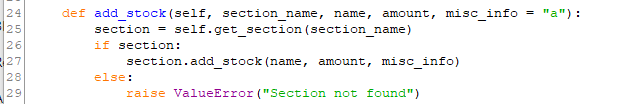 24 def add_stock(self, section_name, name, amount, misc_info = "a"):
25 section = self.get_section(section_name)
26 if section:
27 section.add_stock(name, amount, misc_info)
28 else:
29 raise ValueError("Section not found")